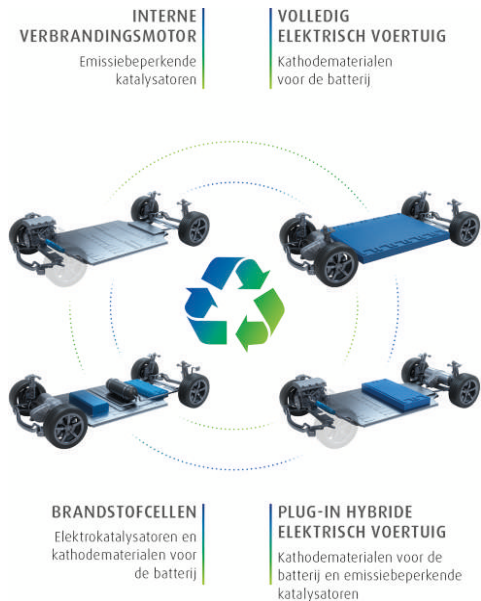 INTERNE
VERBRANDINGSMOTOR
Emissiebeperkende
katalysatoren
VOLLEDIG
ELEKTRISCH VOERTUIG
Kathodematerialen
voor de batterij
BRANDSTOFCELLEN
Elektrokatalysatoren en
kathodematerialen voor
de batterij
PLUG-IN HYBRIDE
ELEKTRISCH VOERTUIG
Kathodematerialen voor de
batterij en emissiebeperkende
katalysatoren